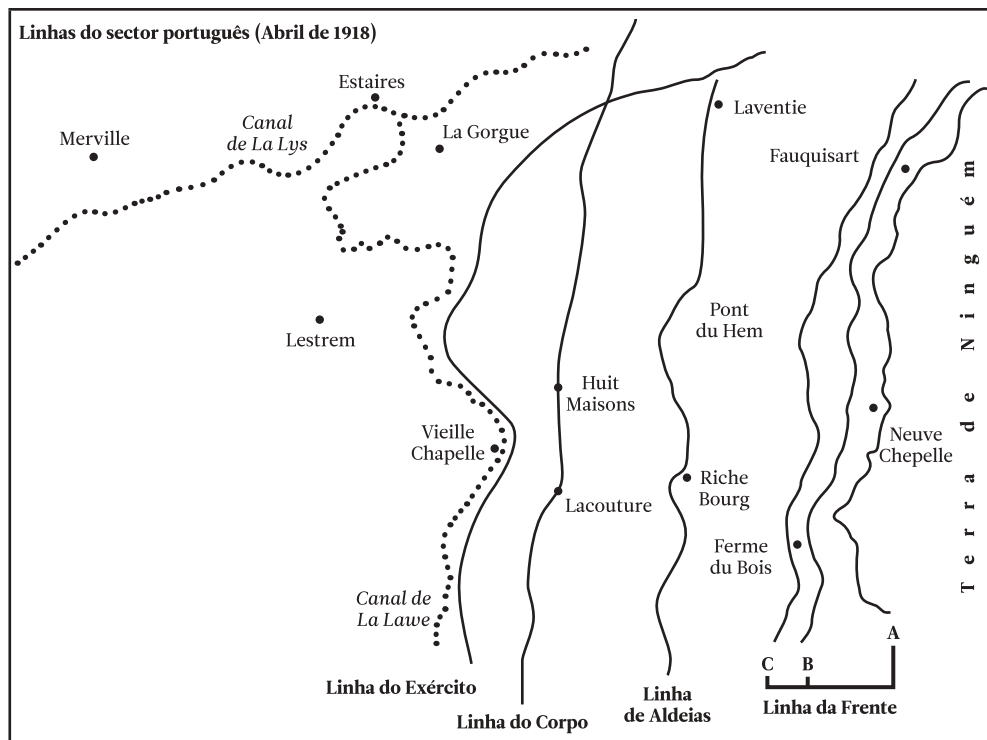 Linhas do sector português (Abril de 1918)
Estaires
Canal
de La Lys
Merville
La Gorgue
Laventie
Fauquisart
Terra de Ninguém
Pont
du Hem
Lestrem
Huit
Maisons
Vieille
Chapelle
Neuve
Chepelle
Riche
Bourg
Lacouture
Ferme
du Bois
Canal de
La Lawe
A
C B
Linha do Exército
Linha
de Aldeias
Linha da Frente
Linha do Corpo